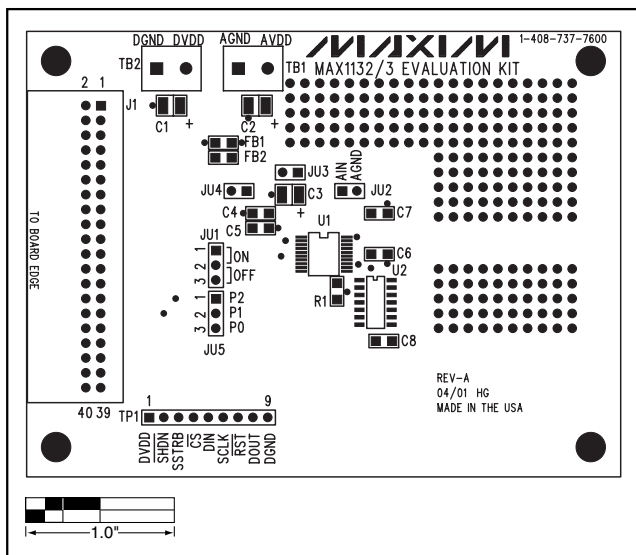 DGND DVDD
AGND AVDD
MAXIM
1-408-737-7600
TB2
TB1
MAX1132/3 EVALUATION KIT
2 1
J1
C1
+
C2
+
FB1
FB2
JU3
AIN
AGND
JU4
C3
+
JU2
C4
C7
C5
U1
TO BOARD EDGE
JU1
1
2
3
ON
OFF
C6
U2
R1
1
2
3
P2
P1
P0
JU5
C8
REV-A
04/01 HG
MADE IN THE USA
40 39
TP1
1
9
DVDD
SHDN
SSTRB
CS
DIN
SCLK
RST
DOUT
DGND
1.0"